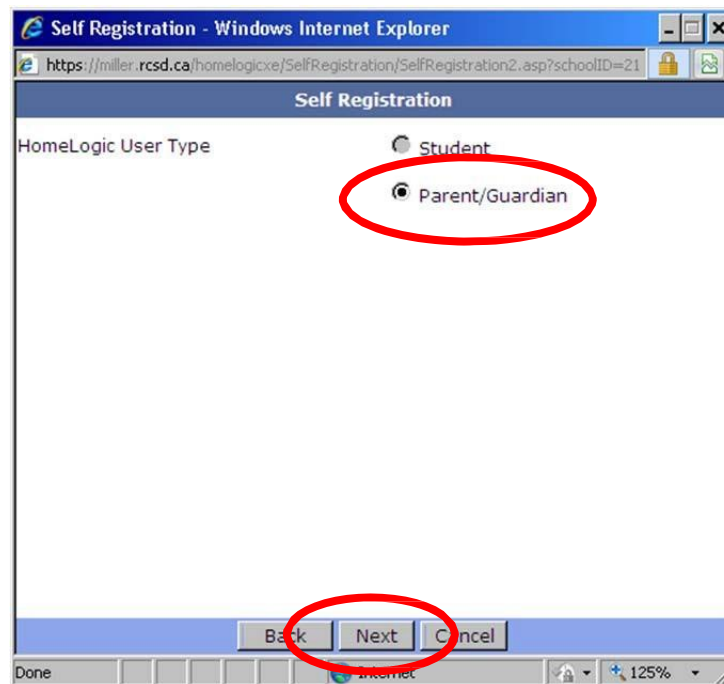 Self Registration - Windows Internet Explorer
https://miller.rcsd.ca/homelogicxe/SelfRegistration/SelfRegistration2.asp?schoolID=21
Self Registration
HomeLogic User Type
Student
Parent/Guardian
Back Next Cancel
Done Internet 125%